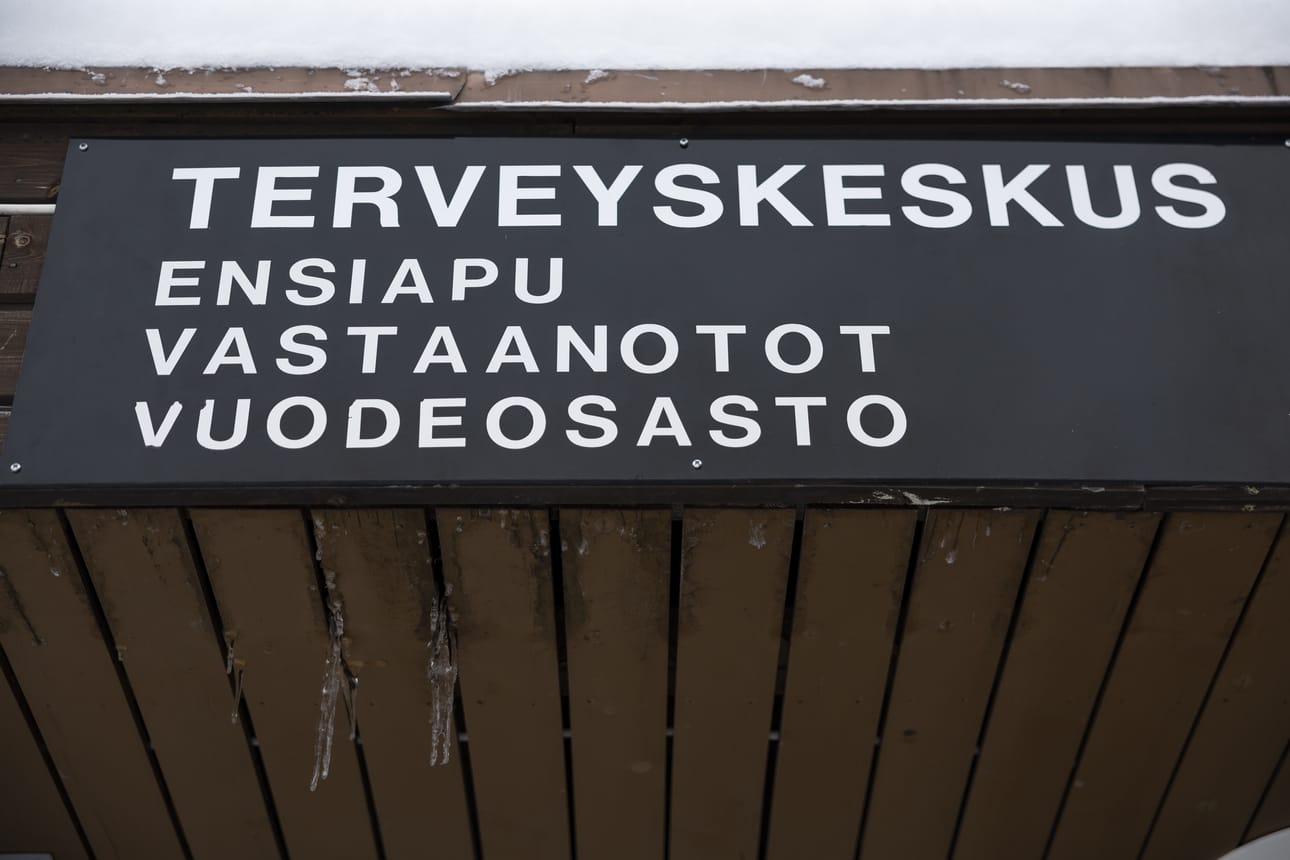 TERVEYSKESKUS
ENSIAPU
VASTAANOTOT
VUODEOSASTO